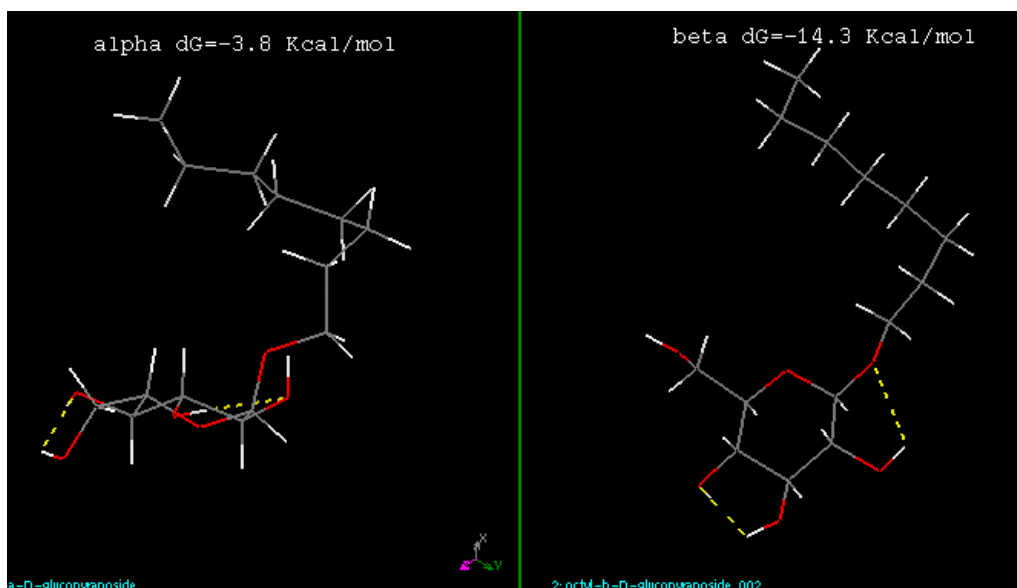 alpha dG=-3.8 Kcal/mol
beta dG=-14.3 Kcal/mol
X
Y
a-D-glucopyranoside
2: octyl-b-D-glucopyranoside_002